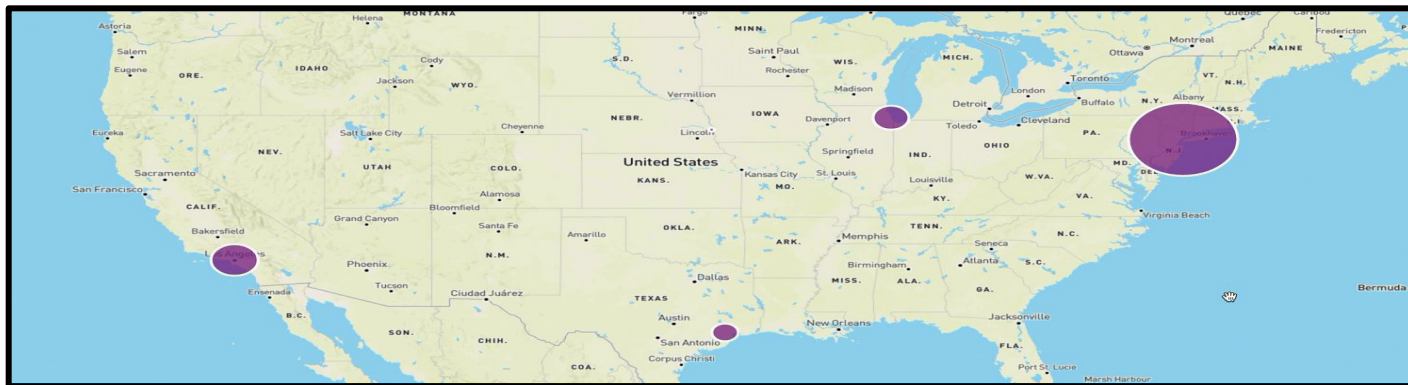 MONTANA
Helena
Fargo
Quebec
Caribou
Astoria
MINN.
Fredericton
Montreal
Ottawa
MAINE
Salem
Saint Paul
Cody
S.D.
WIS.
MICH.
Eugene
IDAHO
Rochester
ORE.
Jackson
WYO.
Toronto
VT.
N.H.
Madison
London
Vermillion
Detroit
Buffalo
N.Y.
Albany
MASS.
IOWA
NEBR.
Davenport
Toledo
Cleveland
Eureka
Salt Lake City
Cheyenne
Lincoln
PA.
NEV.
OHIO
N.J.
UTAH
COLO.
United States
Springfield
IND.
MD.
Sacramento
KANS.
Kansas City
St. Louis
W.VA.
DEL
MO.
Louisville
San Francisco
Alamosa
VA.
KY.
CALIF.
Bloomfield
Grand Canyon
Virginia Beach
Santa Fe
TENN.
Bakersfield
OKLA.
Amarillo
Memphis
N.C.
ARK.
Seneca
Los Angeles
N.M.
Phoenix
Birmingham
Atlanta
S.C.
Dallas
MISS.
ALA.
Tucson
GA.
Ensenada
Ciudad Juárez
Bermuda
TEXAS
B.C.
Austin
Jacksonville
New Orleans
SON.
CHIH.
San Antonio
FLA.
Corpus Christi
COA.
Port St. Lucie
Marsh Harbour